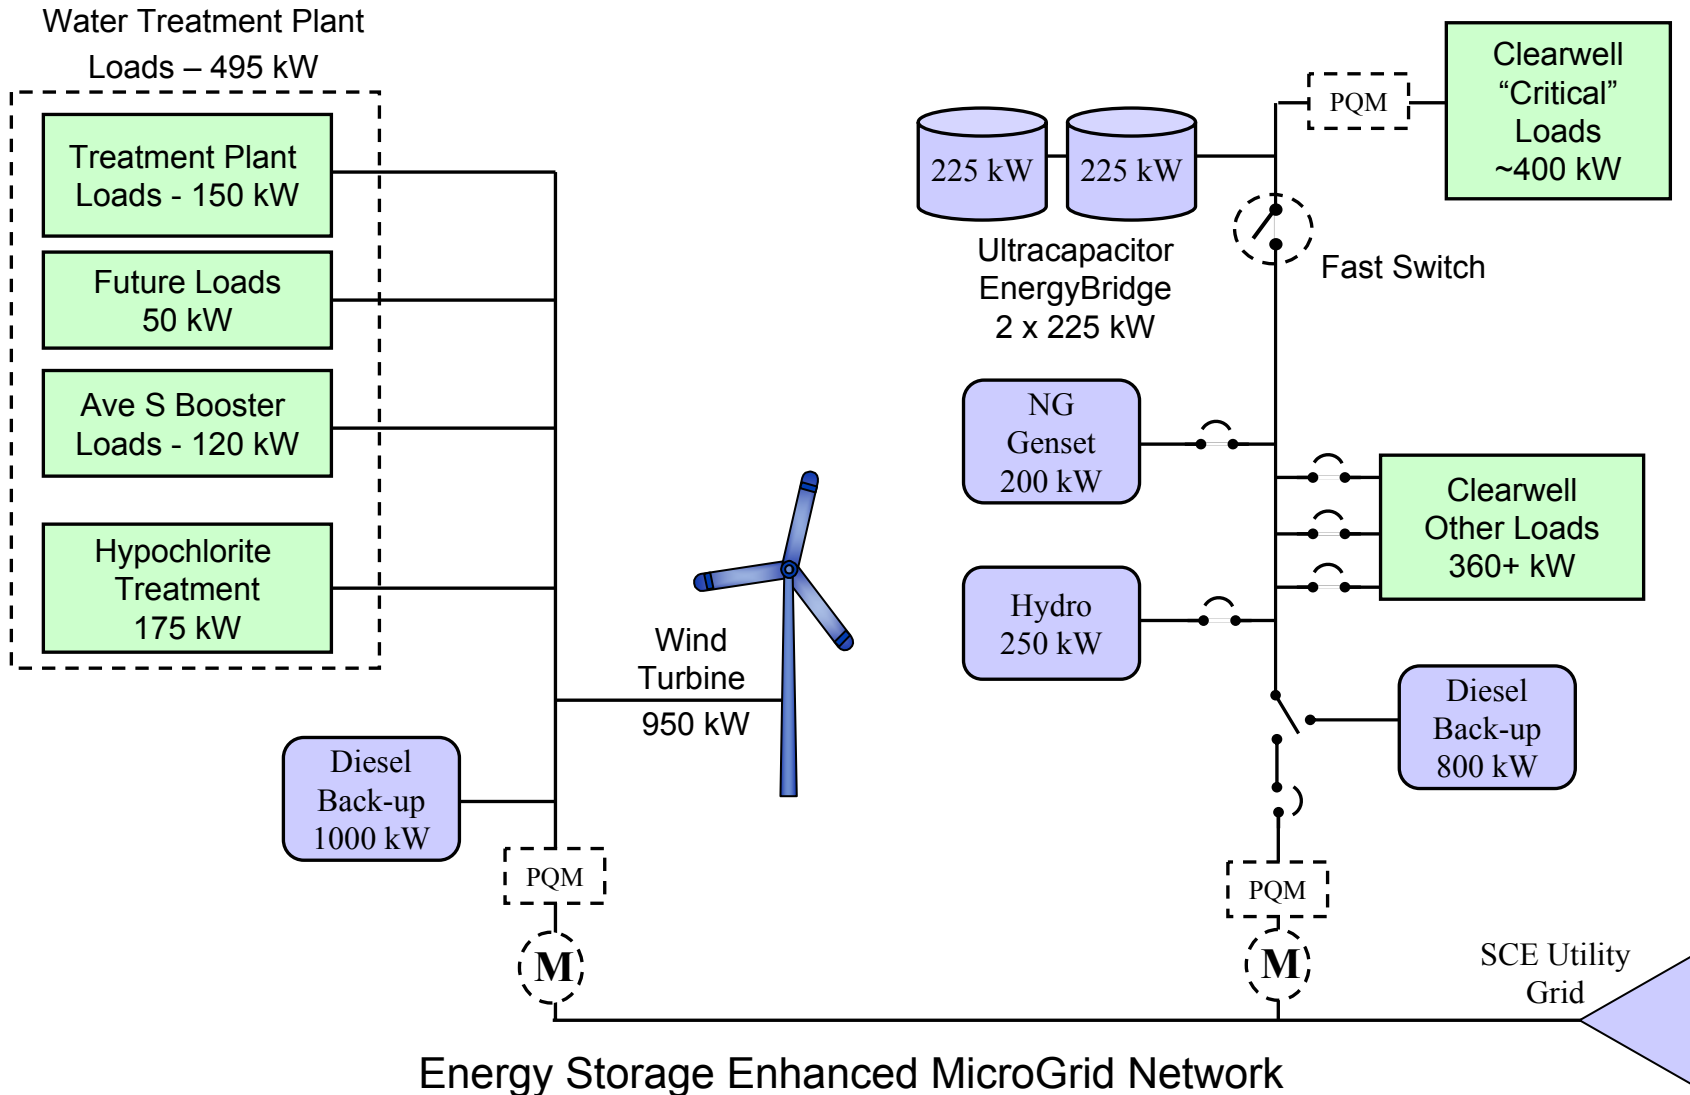 Water Treatment Plant
Loads – 495 kW
Treatment Plant
Loads - 150 kW
Future Loads
50 kW
Ave S Booster
Loads - 120 kW
Hypochlorite
Treatment
175 kW
Wind
Turbine
950 kW
Diesel
Back-up
1000 kW
PQM
M
225 kW
225 kW
Ultracapacitor
EnergyBridge
2 x 225 kW
PQM
Clearwell
“Critical”
Loads
~400 kW
Fast Switch
NG
Genset
200 kW
Clearwell
Other Loads
360+ kW
Hydro
250 kW
Diesel
Back-up
800 kW
PQM
M
SCE Utility
Grid
Energy Storage Enhanced MicroGrid Network